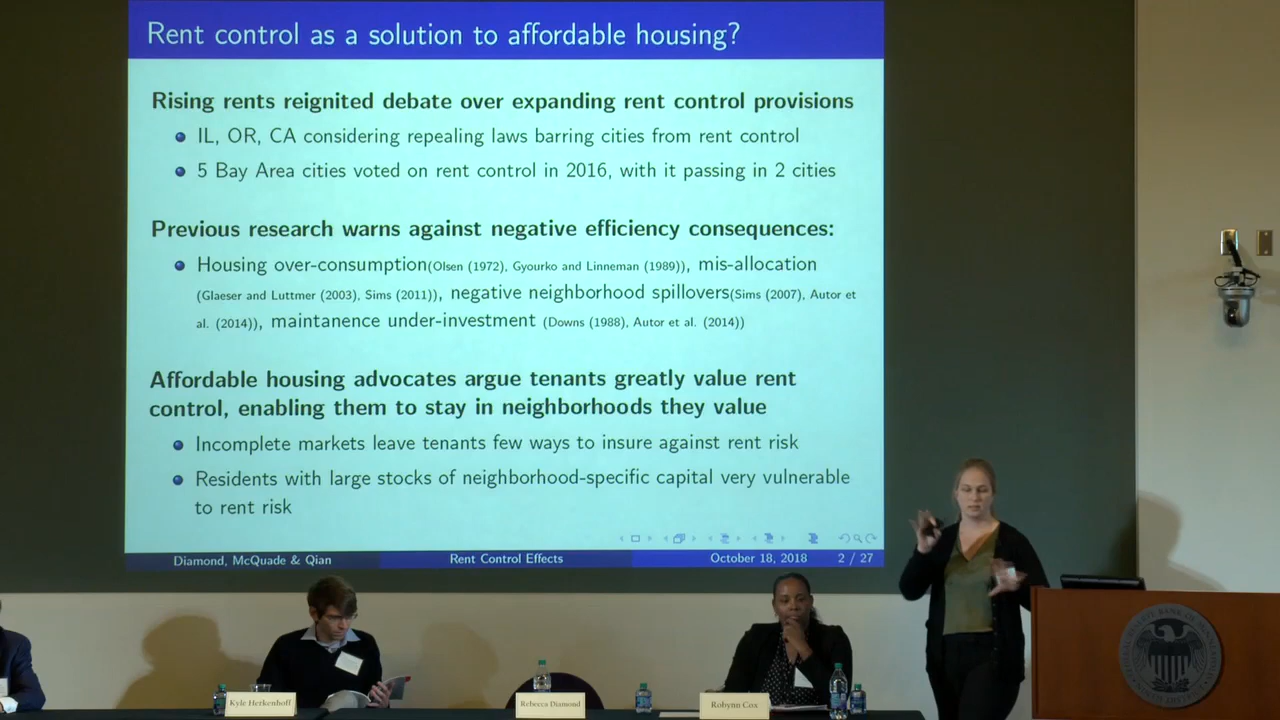 Rent control as a solution to affordable housing?
Rising rents reignited debate over expanding rent control provisions
IL, OR, CA considering repealing laws barring cities from rent control
5 Bay Area cities voted on rent control in 2016, with it passing in 2 cities
Previous research warns against negative efficiency consequences:
Housing over-consumption(Olsen (1972), Gyourko and Linneman (1989)), mis-allocation
(Glaeser and Luttmer (2003), Sims (2011)), negative neighborhood spillovers(Sims (2007), Autor et
al. (2014)), maintanence under-investment (Downs (1988), Autor et al. (2014))
Affordable housing advocates argue tenants greatly value rent
control, enabling them to stay in neighborhoods they value
Incomplete markets leave tenants few ways to insure against rent risk
Residents with large stocks of neighborhood-specific capital very vulnerable
to rent risk
Diamond, McQuade & Qian Rent Control Effects October 18, 2018 2 / 27
Kyle Herkenhoff
Rebecca Diamond
Robynn Cox